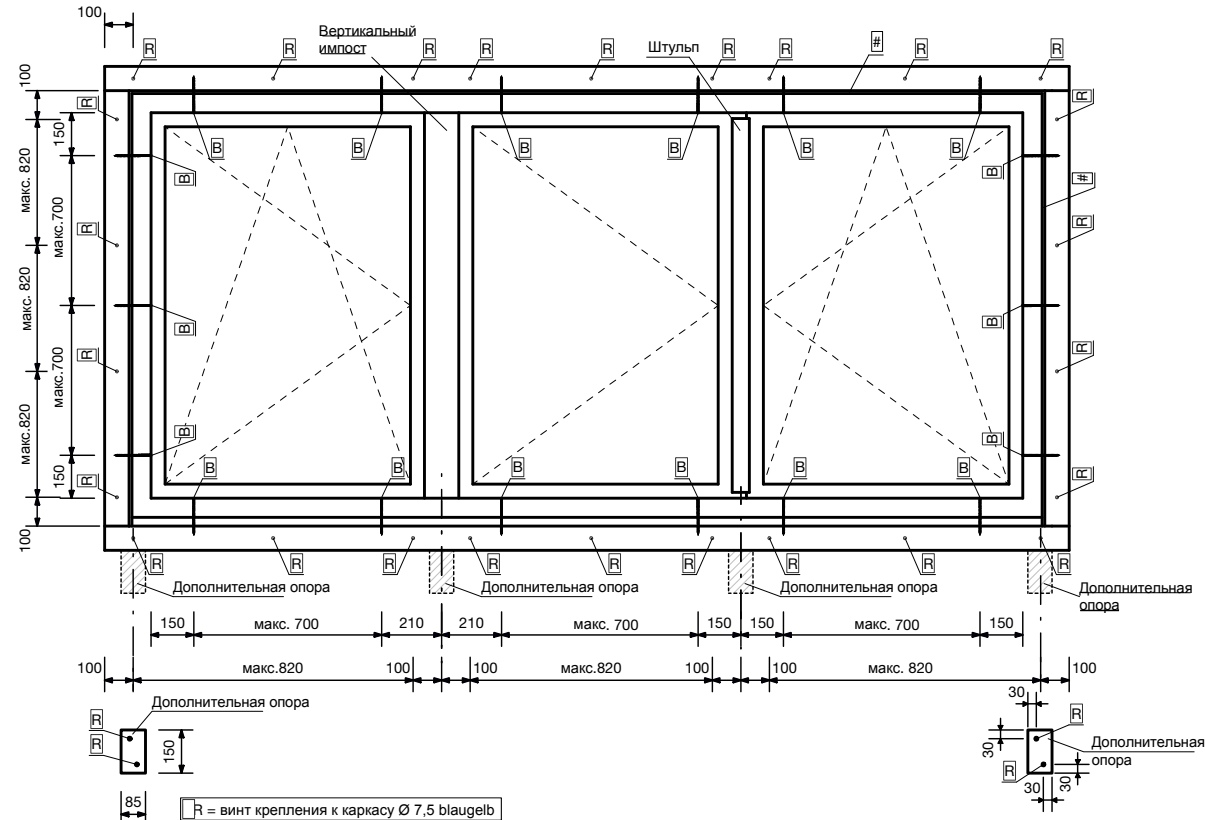 100
Вертикальный
импост
Штульп
#
R R R R R R R R R
100
150
макс. 820
макс.700
макс. 820
макс.700
макс.820
150
100
R
R
R
R
B B B B B B
B
B
B
#
R
R
R
R
B
B
B
B B B B B B
R R R R R R R R R
Дополнительная опора
Дополнительная опора
Дополнительная опора
Дополнительная
опора
150 макс. 700 210 210 макс. 700 150 150 макс. 700 150
100 макс.820 100 100 макс.820 100 100 макс. 820 100
Дополнительная опора
R
R
150
85
30
R
30
Дополнительная
опора
R
30
30
R = винт крепления к каркасу Ø 7,5 blaugelb